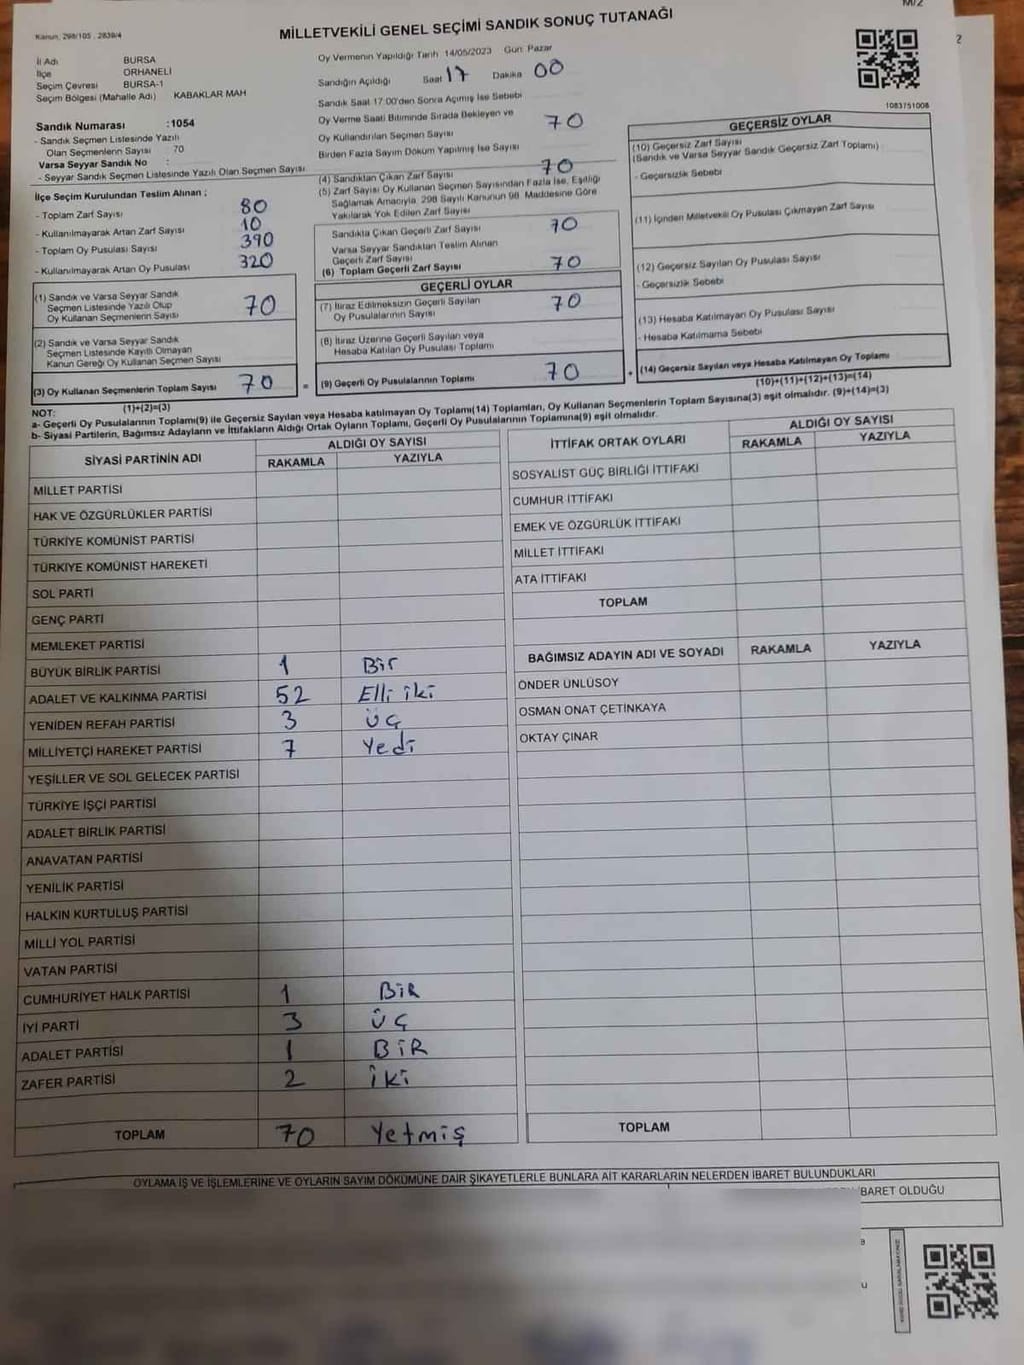 M/2
2
Kanun, 298/105 . 2839/4
MİLLETVEKİLİ GENEL SEÇİMİ SANDIK SONUÇ TUTANAĞI
İl Adı BURSA
İlçe ORHANELİ
Seçim Çevresi BURSA-1
Seçim Bölgesi (Mahalle Adı) KABAKLAR MAH
Sandık Numarası :1054
- Sandık Seçmen Listesinde Yazılı
Olan Seçmenlerin Sayısı 70
Varsa Seyyar Sandık No :
- Seyyar Sandık Seçmen Listesinde Yazılı Olan Seçmen Sayısı
İlçe Seçim Kurulundan Teslim Alınan ;
- Toplam Zarf Sayısı 80
- Kullanılmayarak Artan Zarf Sayısı 10
- Toplam Oy Pusulası Sayısı 390
- Kullanılmayarak Artan Oy Pusulası 320
(1) Sandık ve Varsa Seyyar Sandık
Seçmen Listesinde Yazılı Olup
Oy Kullanan Seçmenlerin Sayısı 70
(2) Sandık ve Varsa Seyyar Sandık
Seçmen Listesinde Kayıtlı Olmayan
Kanun Gereği Oy Kullanan Seçmen Sayısı
(3) Oy Kullanan Seçmenlerin Toplam Sayısı 70 =
(1)+(2)=(3)
Oy Vermenin Yapıldığı Tarih 14/05/2023 Gün Pazar
Sandığın Açıldığı Saat 17 Dakika 00
Sandık Saat 17.00'den Sonra Açmış İse Sebebi
Oy Verme Saati Bitiminde Sırada Bekleyen ve
Oy Kullandırılan Seçmen Sayısı 70
Birden Fazla Sayım Döküm Yapılmış İse Sayısı
(4) Sandıktan Çıkan Zarf Sayısı 70
(5) Zarf Sayısı Oy Kullanan Seçmen Sayısından Fazla İse, Eşitliği
Sağlamak Amacıyla, 298 Sayılı Kanunun 98. Maddesine Göre
Yakılarak Yok Edilen Zarf Sayısı
Sandıkta Çıkan Geçerli Zarf Sayısı 70
Varsa Seyyar Sandıktan Teslim Alınan
Geçerli Zarf Sayısı
(6) Toplam Geçerli Zarf Sayısı 70
GEÇERLİ OYLAR
(7) İtiraz Edilmeksizin Geçerli Sayılan
Oy Pusulalarının Sayısı 70
(8) İtiraz Üzerine Geçerli Sayılan veya
Hesaba Katılan Oy Pusulası Toplamı
(9) Geçerli Oy Pusulalarının Toplamı 70 +
1083751008
GEÇERSİZ OYLAR
(10) Geçersiz Zarf Sayısı
(Sandık ve Varsa Seyyar Sandık Geçersiz Zarf Toplamı)
- Geçersizlik Sebebi
(11) İçinden Milletvekili Oy Pusulası Çıkmayan Zarf Sayısı
(12) Geçersiz Sayılan Oy Pusulası Sayısı
- Geçersizlik Sebebi
(13) Hesaba Katılmayan Oy Pusulası Sayısı
- Hesaba Katılmama Sebebi
(14) Geçersiz Sayılan veya Hesaba Katılmayan Oy Toplamı
(10)+(11)+(12)+(13)=(14)
NOT:
a- Geçerli Oy Pusulalarının Toplamı(9) ile Geçersiz Sayılan veya Hesaba katılmayan Oy Toplamı(14) Toplamları, Oy Kullanan Seçmenlerin Toplam Sayısına(3) eşit olmalıdır. (9)+(14)=(3)
b- Siyasi Partilerin, Bağımsız Adayların ve İttifakların Aldığı Ortak Oyların Toplamı, Geçerli Oy Pusulalarının Toplamına(9) eşit olmalıdır.
SİYASİ PARTİNİN ADI ALDIĞI OY SAYISI
RAKAMLA YAZIYLA
MİLLET PARTİSİ
HAK VE ÖZGÜRLÜKLER PARTİSİ
TÜRKİYE KOMÜNİST PARTİSİ
TÜRKİYE KOMÜNİST HAREKETİ
SOL PARTİ
GENÇ PARTİ
MEMLEKET PARTİSİ
BÜYÜK BİRLİK PARTİSİ 1 Bir
ADALET VE KALKINMA PARTİSİ 52 Elli iki
YENİDEN REFAH PARTİSİ 3 üç
MİLLİYETÇİ HAREKET PARTİSİ 7 Yedi
YEŞİLLER VE SOL GELECEK PARTİSİ
TÜRKİYE İŞÇİ PARTİSİ
ADALET BİRLİK PARTİSİ
ANAVATAN PARTİSİ
YENİLİK PARTİSİ
HALKIN KURTULUŞ PARTİSİ
MİLLİ YOL PARTİSİ
VATAN PARTİSİ
CUMHURİYET HALK PARTİSİ 1 BİR
İYİ PARTİ 3 ÜÇ
ADALET PARTİSİ 1 BİR
ZAFER PARTİSİ 2 İki
TOPLAM 70 Yetmiş
İTTİFAK ORTAK OYLARI ALDIĞI OY SAYISI
RAKAMLA YAZIYLA
SOSYALİST GÜÇ BİRLİĞİ İTTİFAKI
CUMHUR İTTİFAKI
EMEK VE ÖZGÜRLÜK İTTİFAKI
MİLLET İTTİFAKI
ATA İTTİFAKI
TOPLAM
BAĞIMSIZ ADAYIN ADI VE SOYADI RAKAMLA YAZIYLA
ÖNDER ÜNLÜSOY
OSMAN ONAT ÇETİNKAYA
OKTAY ÇINAR
TOPLAM
OYLAMA İŞ VE İŞLEMLERİNE VE OYLARIN SAYIM DÖKÜMÜNE DAİR ŞİKAYETLERLE BUNLARA AİT KARARLARIN NELERDEN İBARET BULUNDUKLARI
İBARET OLDUĞU